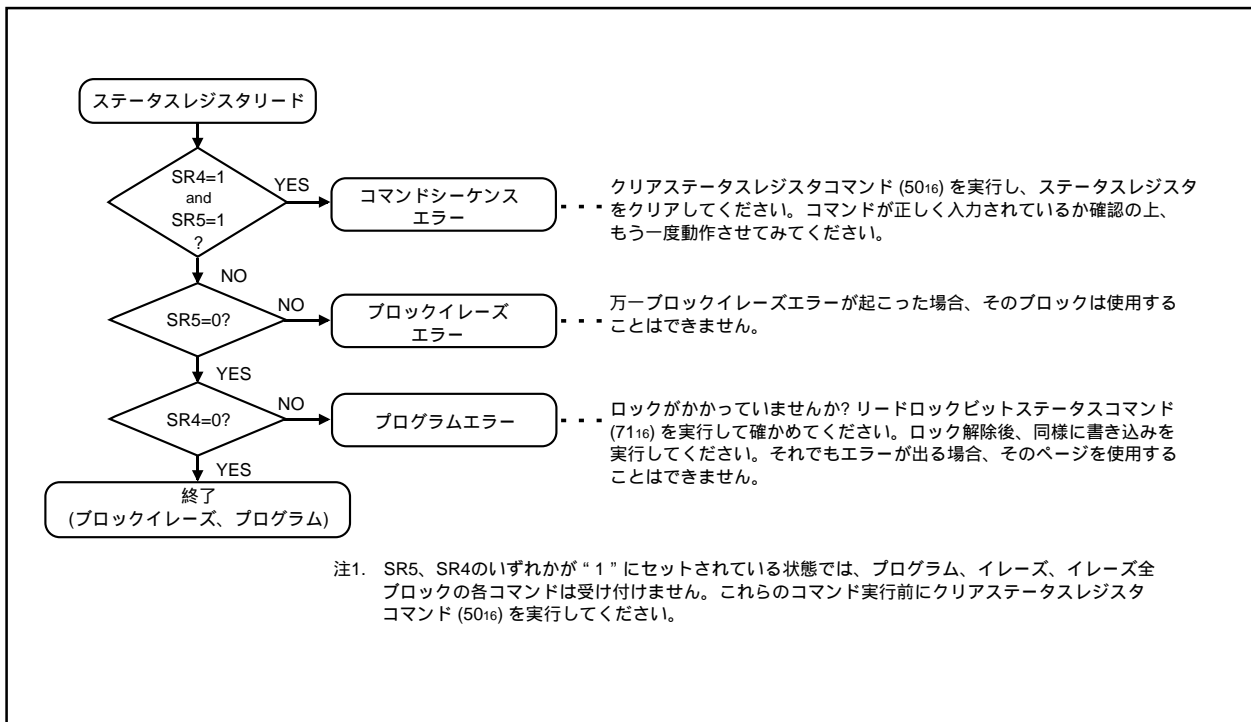 ステータスレジスタリード
SR4=1
and
SR5=1
?
YES
コマンドシーケンス
エラー
クリアステータスレジスタコマンド (5016) を実行し、ステータスレジスタ
をクリアしてください。コマンドが正しく入力されているか確認の上、
もう一度動作させてみてください。
NO
SR5=0?
NO
ブロックイレーズ
エラー
万一ブロックイレーズエラーが起こった場合、そのブロックは使用する
ことはできません。
YES
SR4=0?
NO
プログラムエラー
ロックがかかっていませんか? リードロックビットステータスコマンド
(7116) を実行して確かめてください。ロック解除後、同様に書き込みを
実行してください。それでもエラーが出る場合、そのページを使用する
ことはできません。
YES
終了
(ブロックイレーズ、プログラム)
注1. SR5、SR4のいずれかが “ 1 ” にセットされている状態では、プログラム、イレーズ、イレーズ全
ブロックの各コマンドは受け付けません。これらのコマンド実行前にクリアステータスレジスタ
コマンド (5016) を実行してください。